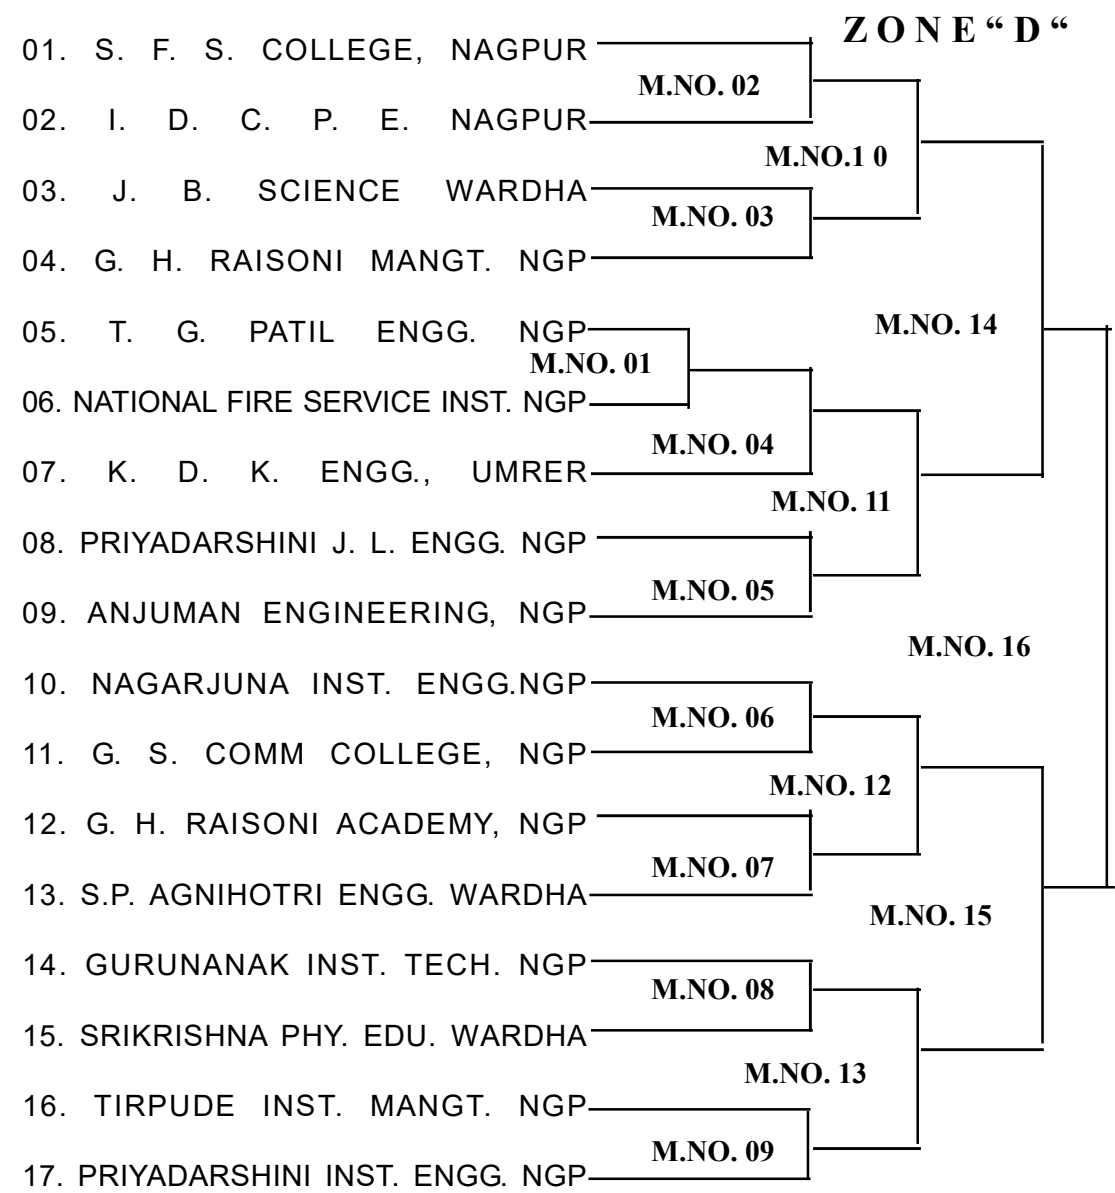 Z O N E “ D “
01. S. F. S. COLLEGE, NAGPUR
M.NO. 02
02. I. D. C. P. E. NAGPUR
M.NO.1 0
03. J. B. SCIENCE WARDHA
M.NO. 03
04. G. H. RAISONI MANGT. NGP
05. T. G. PATIL ENGG. NGP
M.NO. 14
M.NO. 01
06. NATIONAL FIRE SERVICE INST. NGP
M.NO. 04
07. K. D. K. ENGG., UMRER
M.NO. 11
08. PRIYADARSHINI J. L. ENGG. NGP
M.NO. 05
09. ANJUMAN ENGINEERING, NGP
M.NO. 16
10. NAGARJUNA INST. ENGG.NGP
M.NO. 06
11. G. S. COMM COLLEGE, NGP
M.NO. 12
12. G. H. RAISONI ACADEMY, NGP
M.NO. 07
13. S.P. AGNIHOTRI ENGG. WARDHA
M.NO. 15
14. GURUNANAK INST. TECH. NGP
M.NO. 08
15. SRIKRISHNA PHY. EDU. WARDHA
M.NO. 13
16. TIRPUDE INST. MANGT. NGP
M.NO. 09
17. PRIYADARSHINI INST. ENGG. NGP